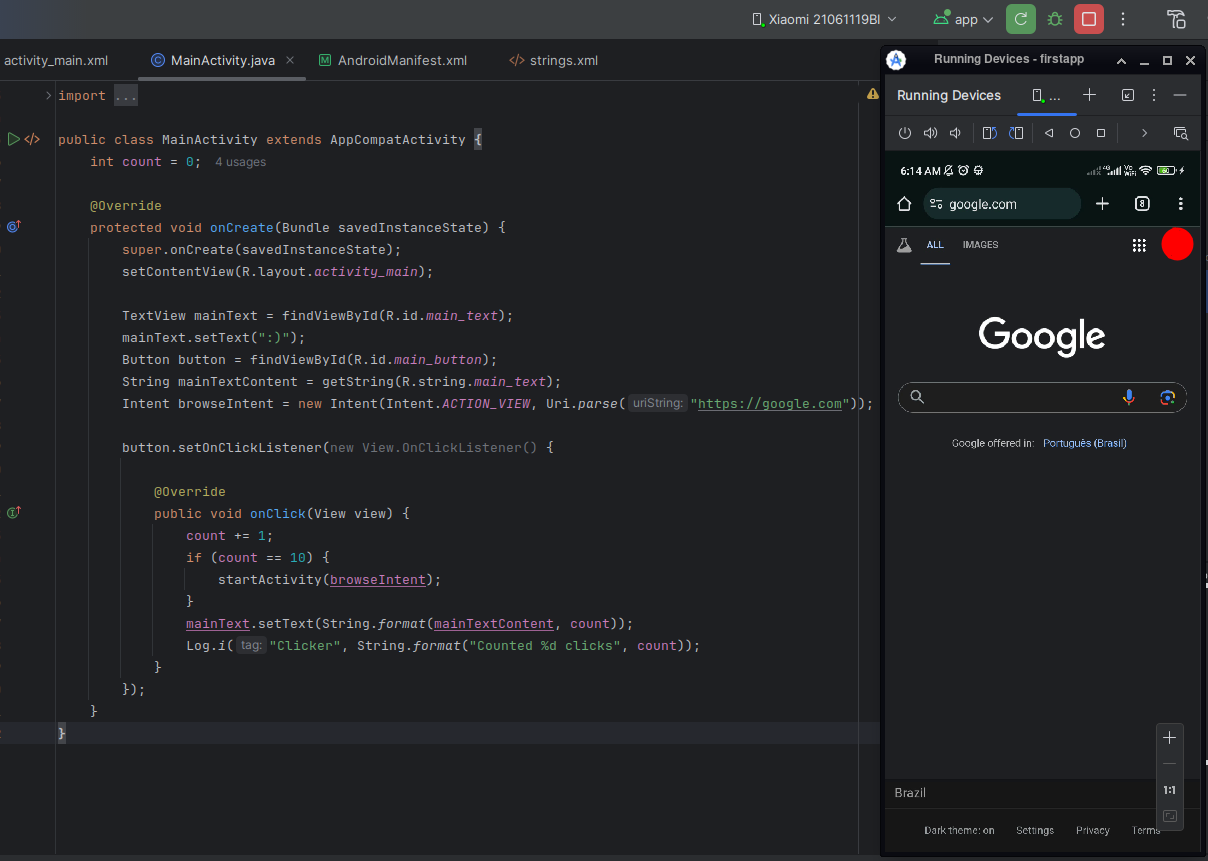 Xiaomi 21061119BI
app
activity_main.xml
MainActivity.java
AndroidManifest.xml
strings.xml
import ...
public class MainActivity extends AppCompatActivity {
int count = 0; 4 usages
@Override
protected void onCreate(Bundle savedInstanceState) {
super.onCreate(savedInstanceState);
setContentView(R.layout.activity_main);
TextView mainText = findViewById(R.id.main_text);
mainText.setText(":)");
Button button = findViewById(R.id.main_button);
String mainTextContent = getString(R.string.main_text);
Intent browseIntent = new Intent(Intent.ACTION_VIEW, Uri.parse( uriString: "https://google.com"));
button.setOnClickListener(new View.OnClickListener() {
@Override
public void onClick(View view) {
count += 1;
if (count == 10) {
startActivity(browseIntent);
}
mainText.setText(String.format(mainTextContent, count));
Log.i( tag: "Clicker", String.format("Counted %d clicks", count));
}
});
}
}
Running Devices - firstapp
Running Devices
...
6:14 AM
4G
Vo
WiFi
60
google.com
8
ALL
IMAGES
Google
Google offered in: Português (Brasil)
1:1
Brazil
Dark theme: on
Settings
Privacy
Terms